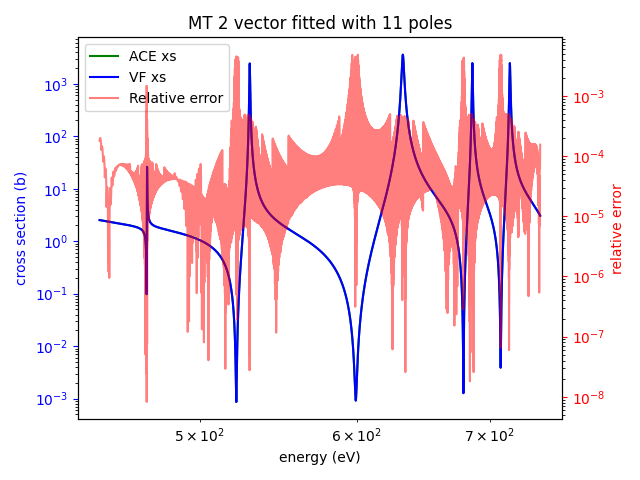 MT 2 vector fitted with 11 poles
ACE xs
VF xs
Relative error
cross section (b)
10³
10²
10¹
10⁰
10⁻¹
10⁻²
10⁻³
10⁻³
10⁻⁴
10⁻⁵
10⁻⁶
10⁻⁷
10⁻⁸
relative error
5 × 10² 6 × 10² 7 × 10²
energy (eV)